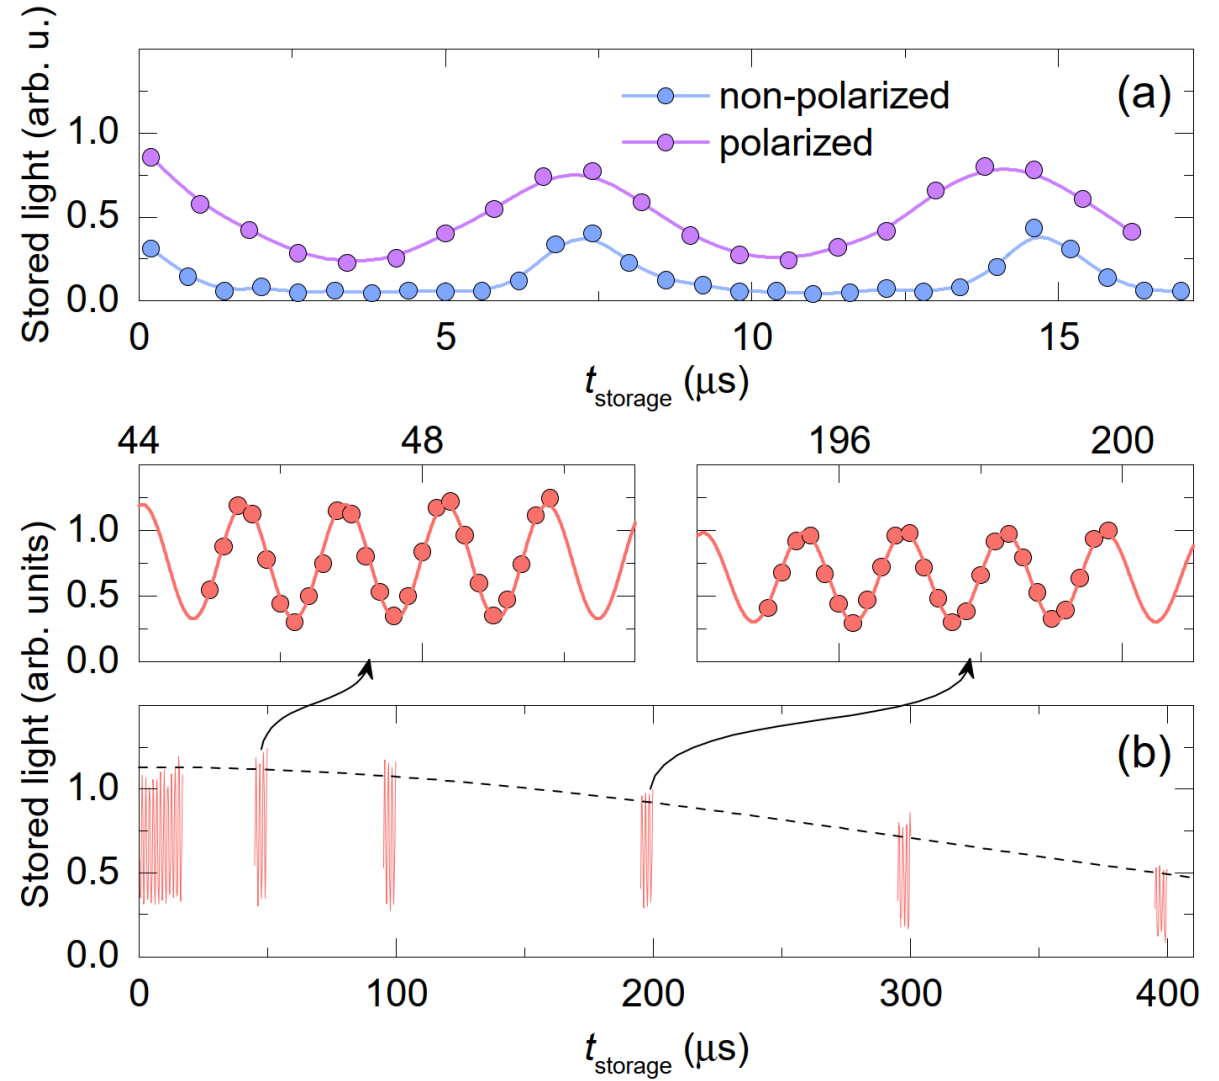 Stored light (arb. u.)
(a)
non-polarized
polarized
1.0
0.5
0.0
0 5 10 15
t_storage (μs)
44 48 196 200
Stored light (arb. units)
1.0
0.5
0.0
(b)
1.0
0.5
0.0
0 100 200 300 400
t_storage (μs)